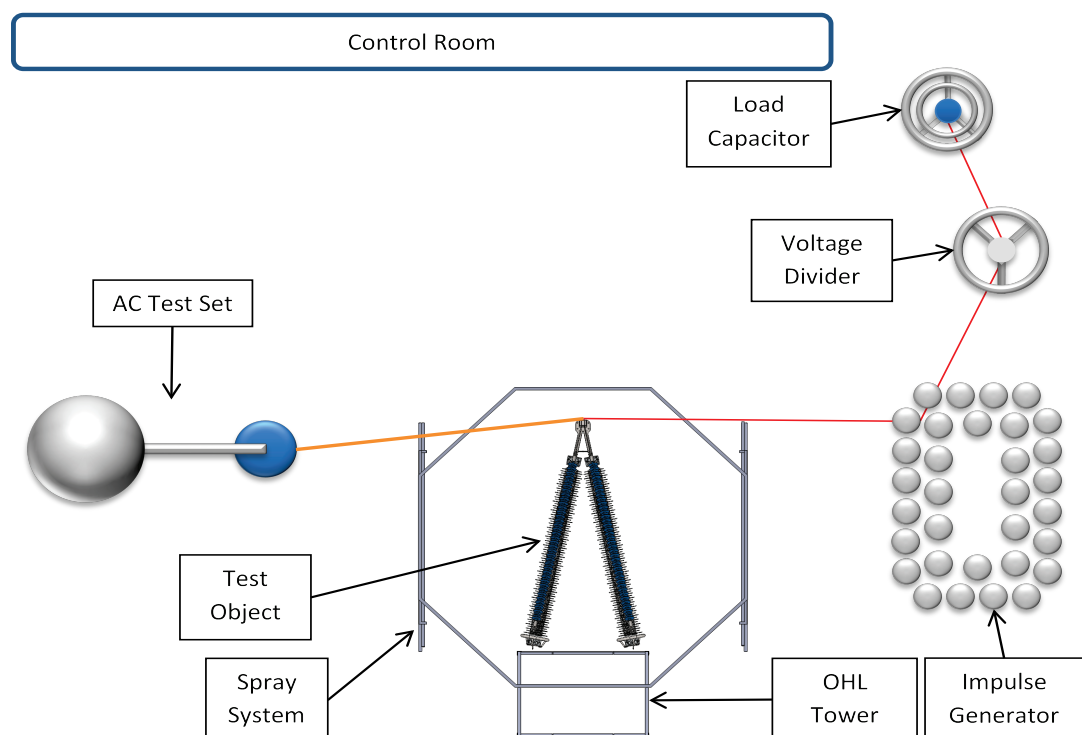 Control Room
Load
Capacitor
Voltage
Divider
AC Test Set
Test
Object
Spray
System
OHL
Tower
Impulse
Generator